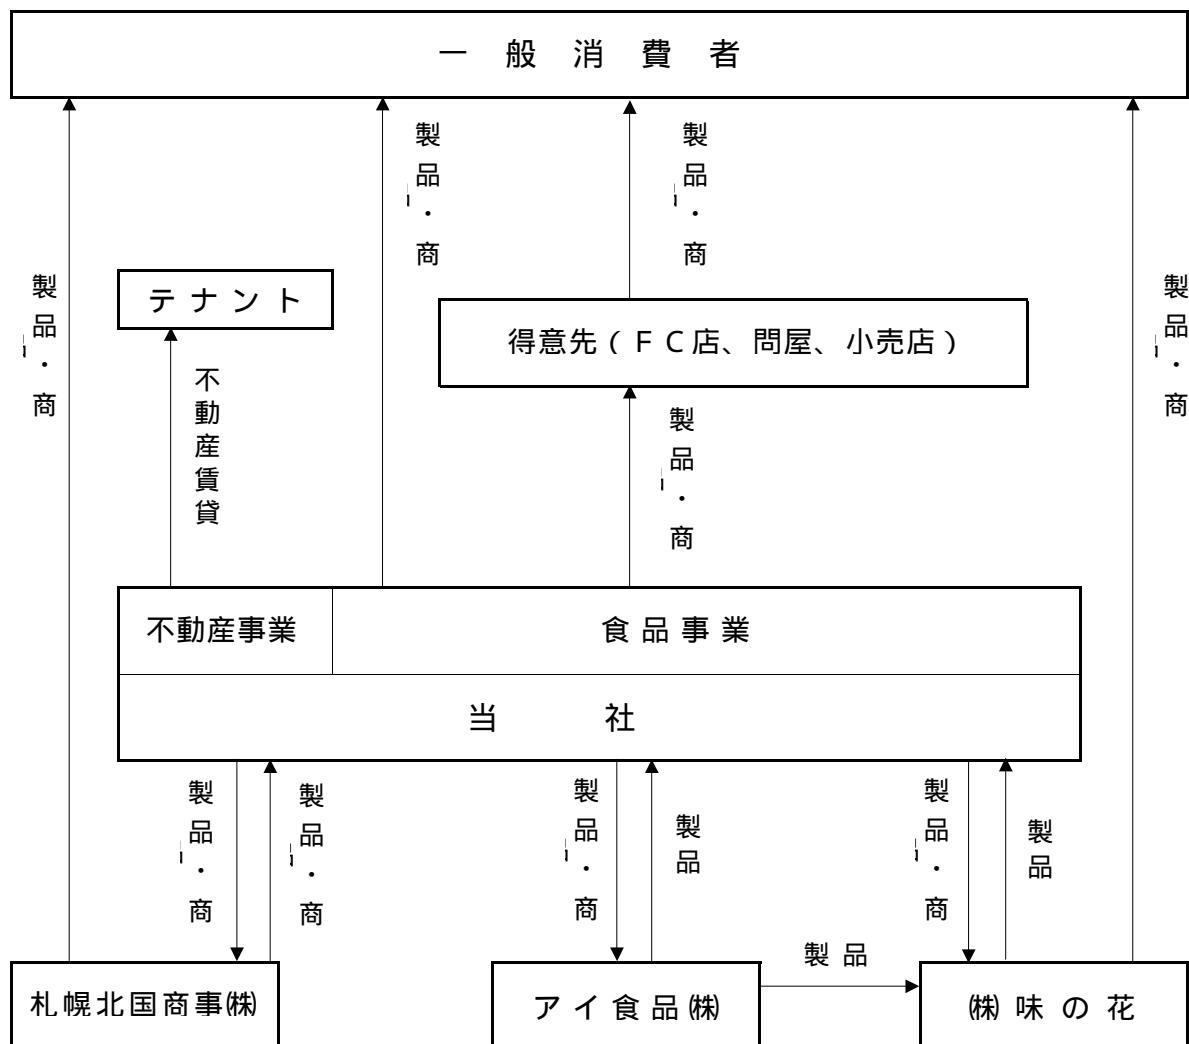 一般消費者
製品・商
製品・商
製品・商
製品・商
テナント
得意先(FC店、問屋、小売店)
不動産賃貸
製品・商
不動産事業
食品事業
当社
製品・商
製品・商
製品・商
製品
製品・商
製品
製品
札幌北国商事㈱
アイ食品㈱
㈱味の花